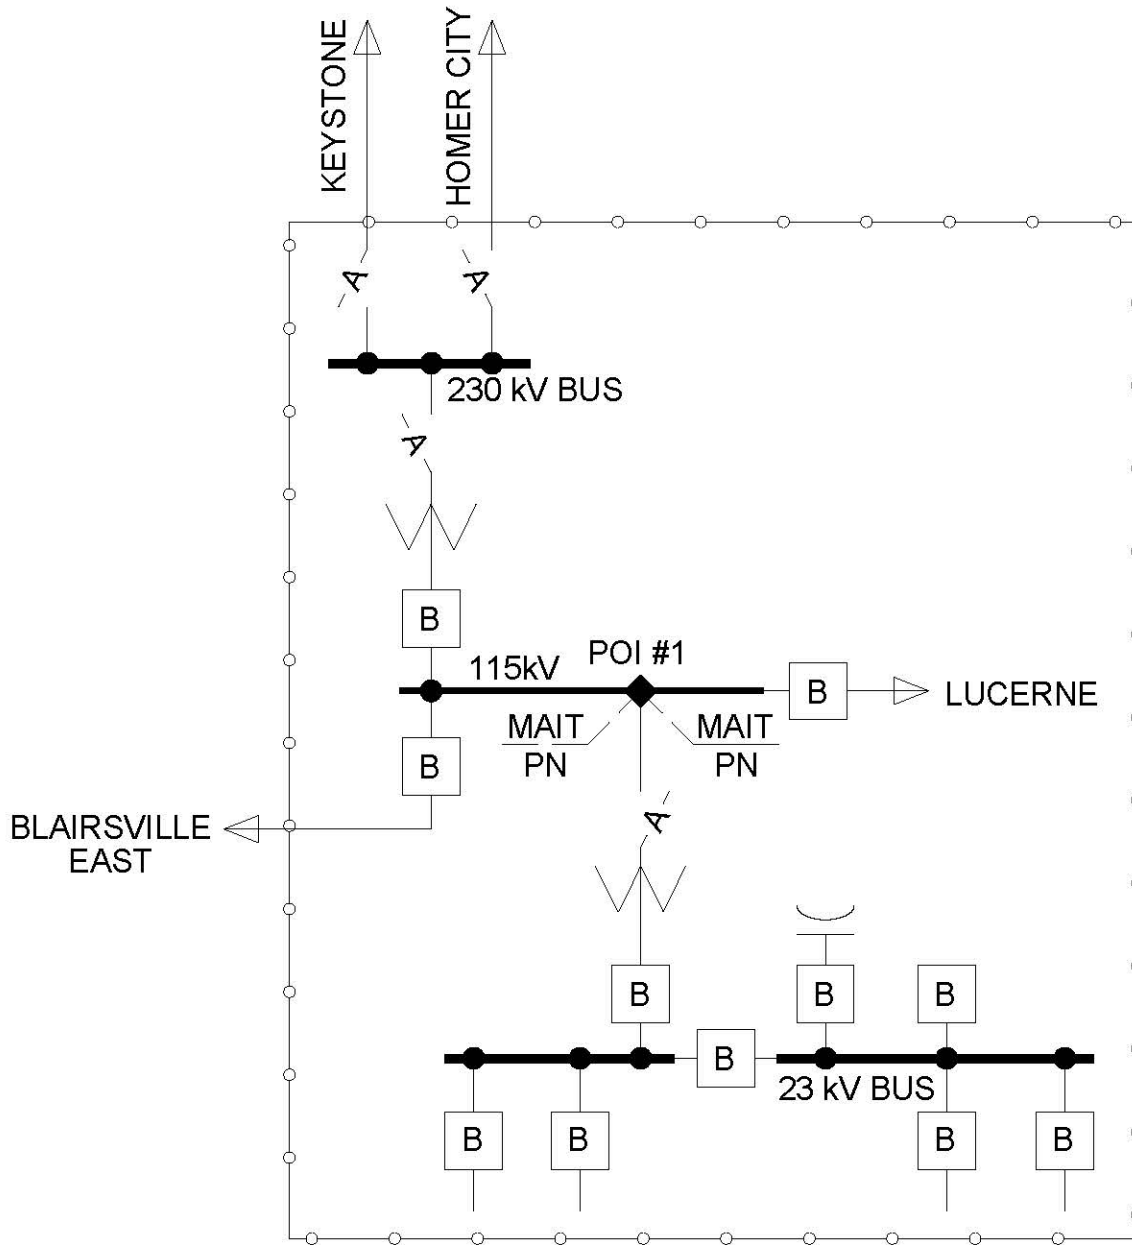 KEYSTONE
HOMER CITY
A
A
230 kV BUS
A
B
115kV
POI #1
B
LUCERNE
MAIT
PN
MAIT
PN
B
BLAIRSVILLE
EAST
A
B
B
B
B
23 kV BUS
B
B
B
B